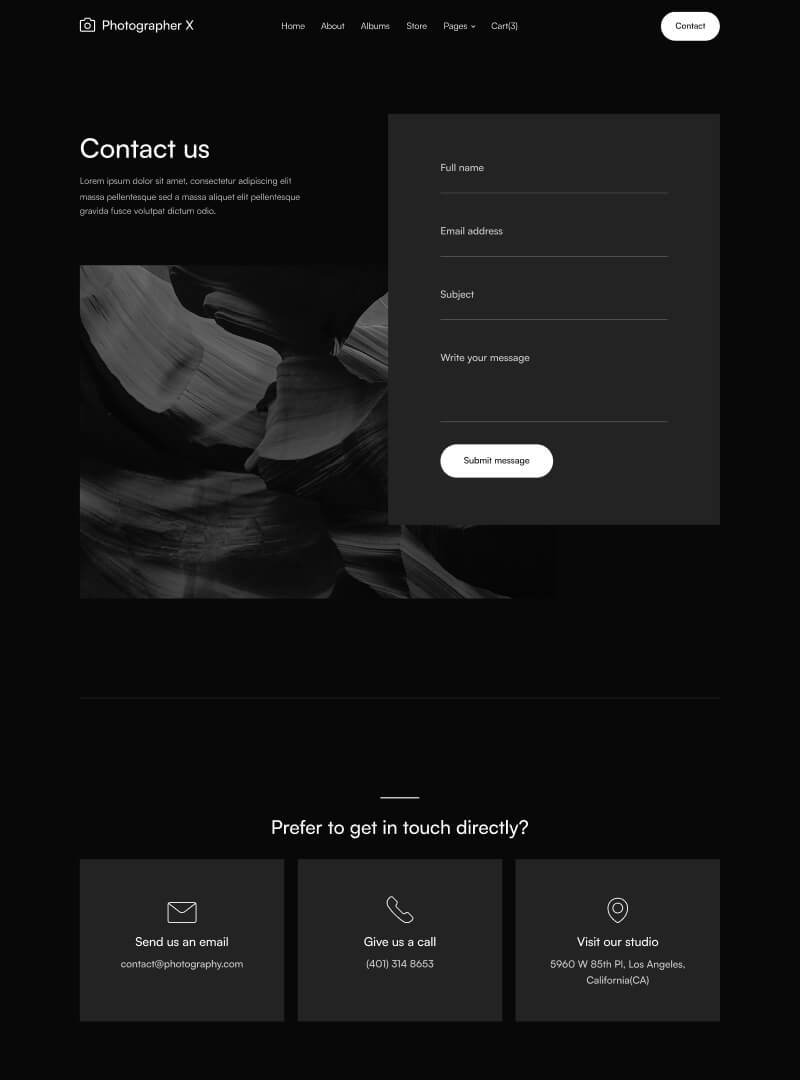 Photographer X
Home About Albums Store Pages Cart(3)
Contact
Contact us
Lorem ipsum dolor sit amet, consectetur adipiscing elit
massa pellentesque sed a massa aliquet elit pellentesque
gravida fusce volutpat dictum odio.
Full name
Email address
Subject
Write your message
Submit message
Prefer to get in touch directly?
Send us an email
contact@photography.com
Give us a call
(401) 314 8653
Visit our studio
5960 W 85th Pl, Los Angeles,
California(CA)